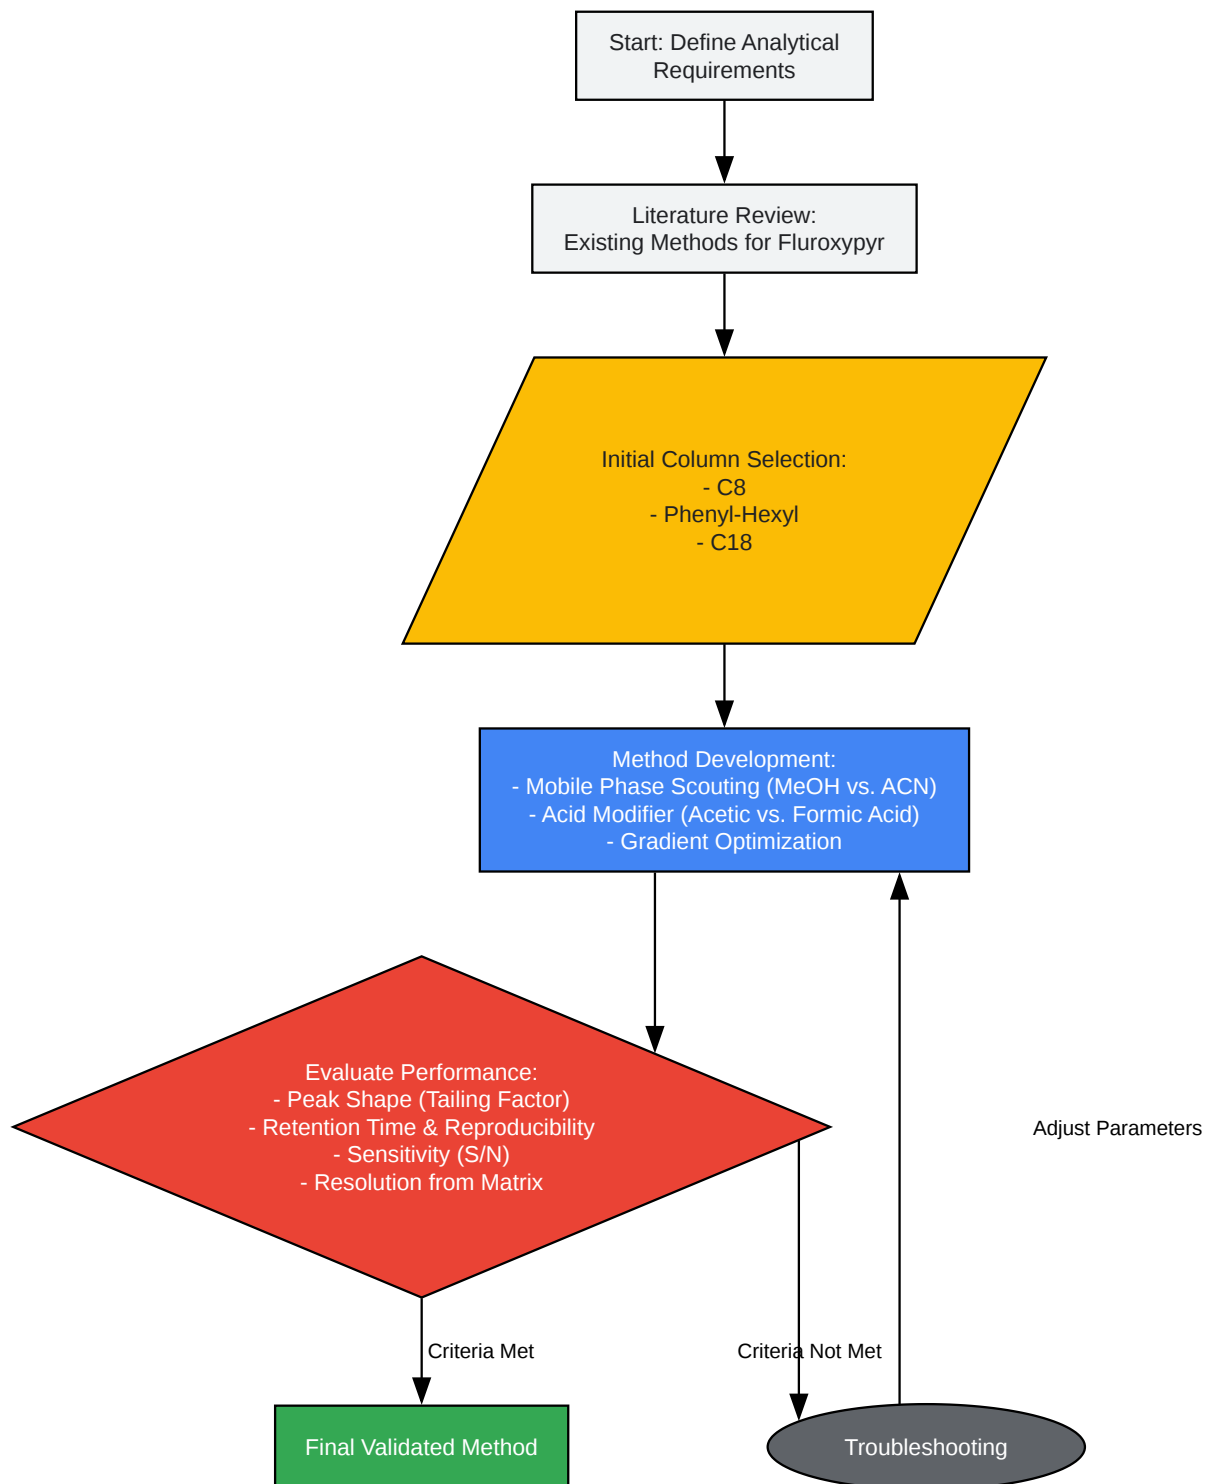 Start: Define Analytical
Requirements
Literature Review:
Existing Methods for Fluroxypyr
Initial Column Selection:
- C8
- Phenyl-Hexyl
- C18
Method Development:
- Mobile Phase Scouting (MeOH vs. ACN)
- Acid Modifier (Acetic vs. Formic Acid)
- Gradient Optimization
Evaluate Performance:
- Peak Shape (Tailing Factor)
- Retention Time & Reproducibility
- Sensitivity (S/N)
- Resolution from Matrix
Adjust Parameters
Criteria Met
Criteria Not Met
Final Validated Method
Troubleshooting